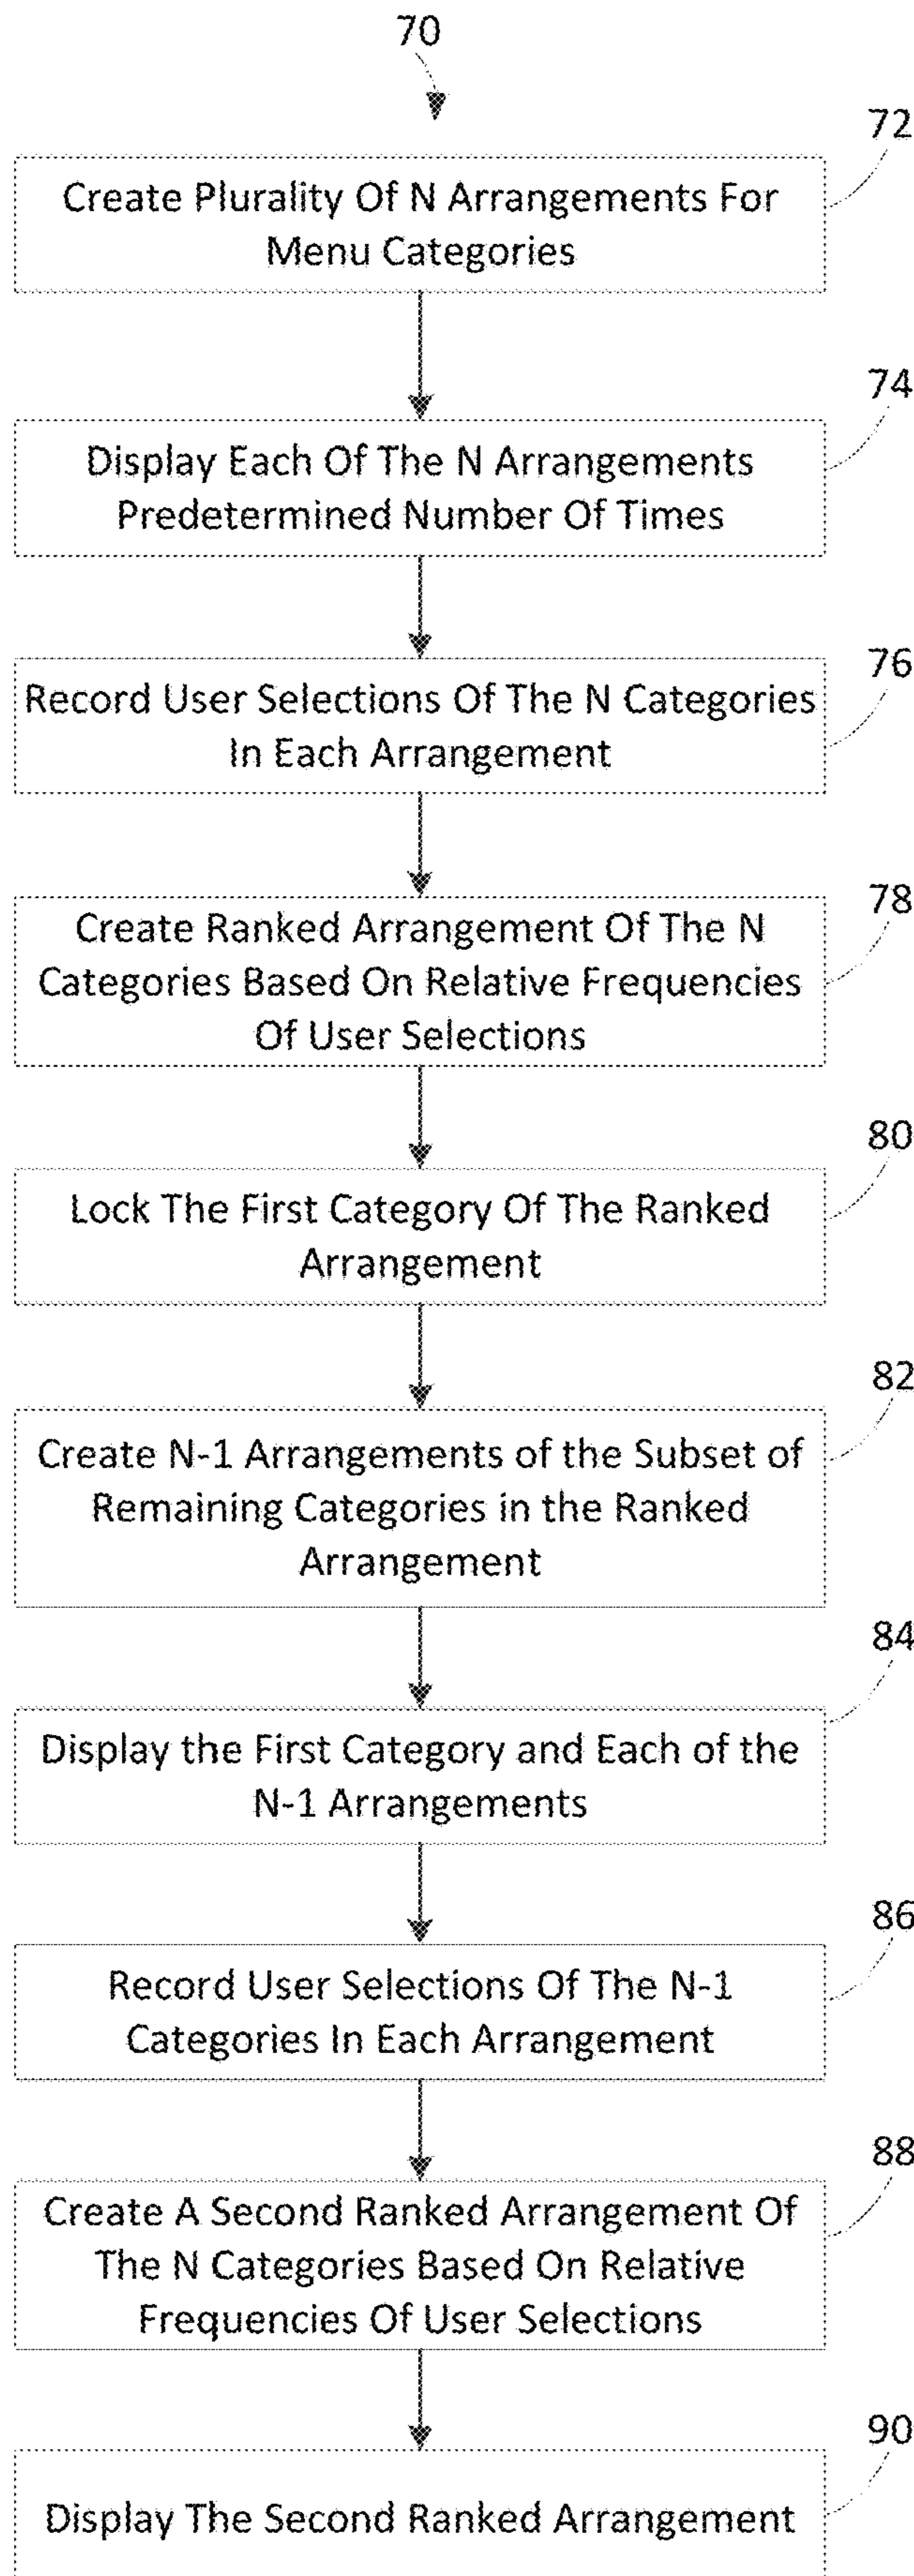 70
72
Create Plurality Of N Arrangements For
Menu Categories
74
Display Each Of The N Arrangements
Predetermined Number Of Times
76
Record User Selections Of The N Categories
In Each Arrangement
78
Create Ranked Arrangement Of The N
Categories Based On Relative Frequencies
Of User Selections
80
Lock The First Category Of The Ranked
Arrangement
82
Create N-1 Arrangements of the Subset of
Remaining Categories in the Ranked
Arrangement
84
Display the First Category and Each of the
N-1 Arrangements
86
Record User Selections Of The N-1
Categories In Each Arrangement
88
Create A Second Ranked Arrangement Of
The N Categories Based On Relative
Frequencies Of User Selections
90
Display The Second Ranked Arrangement